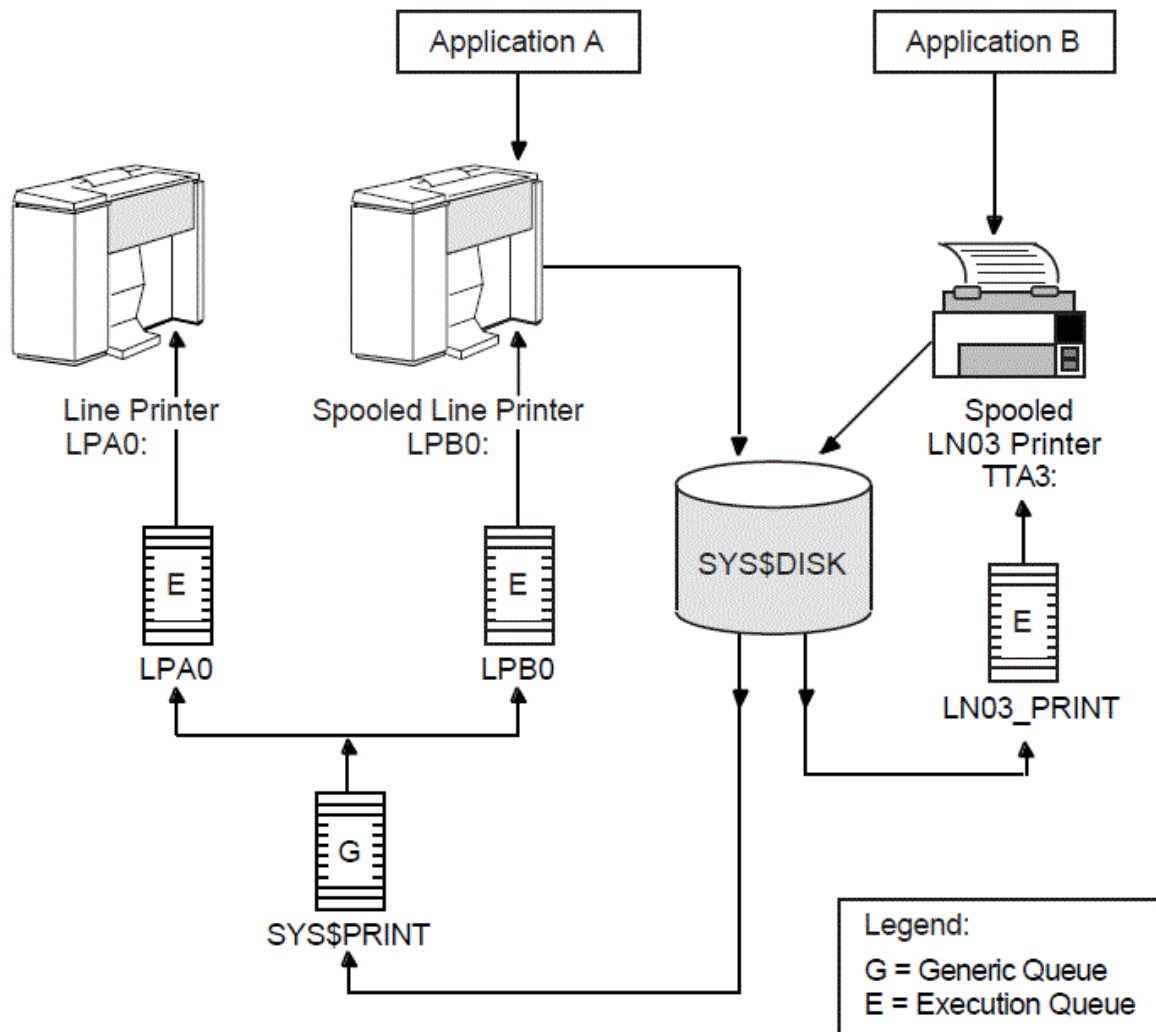 Application A
Application B
Line Printer
LPA0:
Spooled Line Printer
LPB0:
Spooled
LN03 Printer
TTA3:
SYS$DISK
E
E
E
LPA0
LPB0
LN03_PRINT
G
SYS$PRINT
Legend:
G = Generic Queue
E = Execution Queue